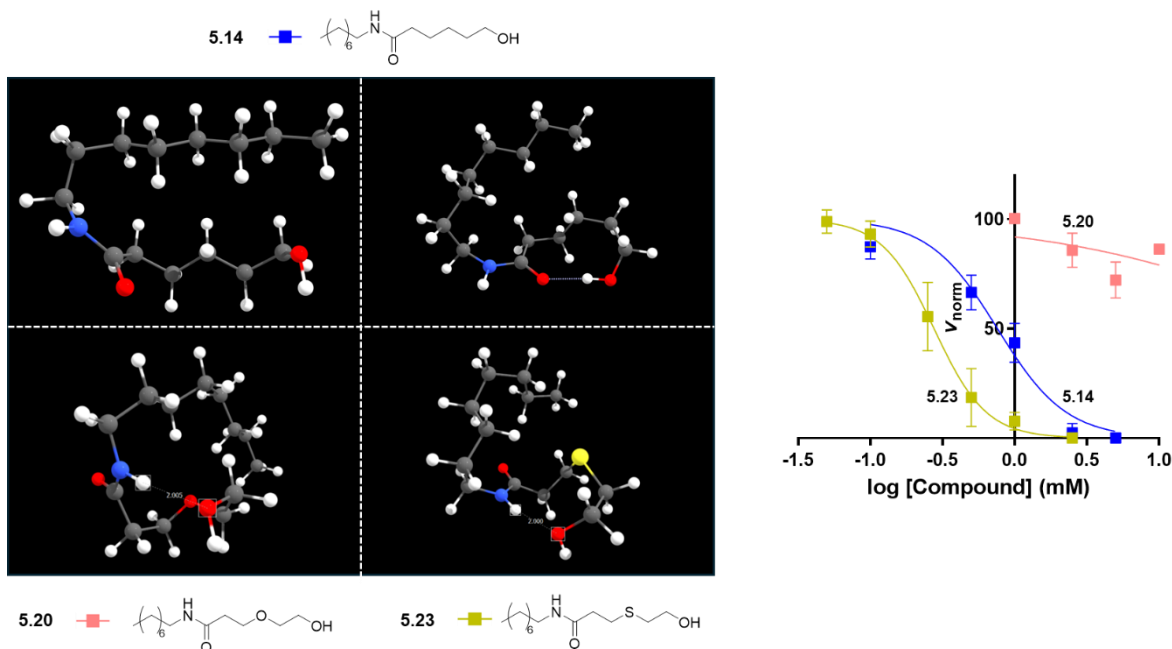 5.14
( )6
H
N
O
OH
2.005
2.000
5.20
( )6
H
N
O
O
OH
5.23
( )6
H
N
O
S
OH
100
50
vnorm
5.20
5.23
5.14
-1.5 -1.0 -0.5 0.0 0.5 1.0
log [Compound] (mM)